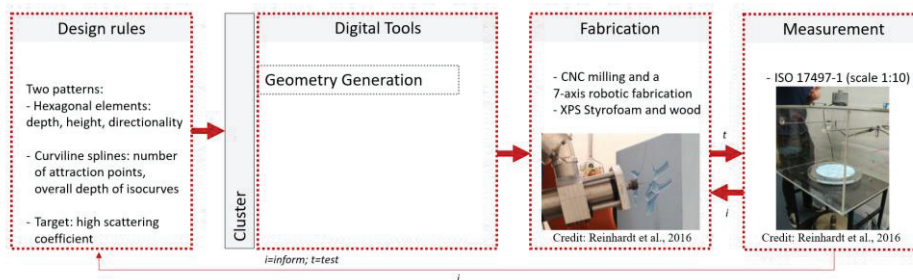 Design rules
Two patterns:
- Hexagonal elements:
depth, height, directionality
- Curviline splines: number
of attraction points,
overall depth of isocurves
- Target: high scattering
coefficient
Cluster
Digital Tools
Geometry Generation
Fabrication
- CNC milling and a
7-axis robotic fabrication
- XPS Styrofoam and wood
Credit: Reinhardt et al., 2016
t
i
Measurement
- ISO 17497-1 (scale 1:10)
Credit: Reinhardt et al., 2016
i=inform; t=test
i